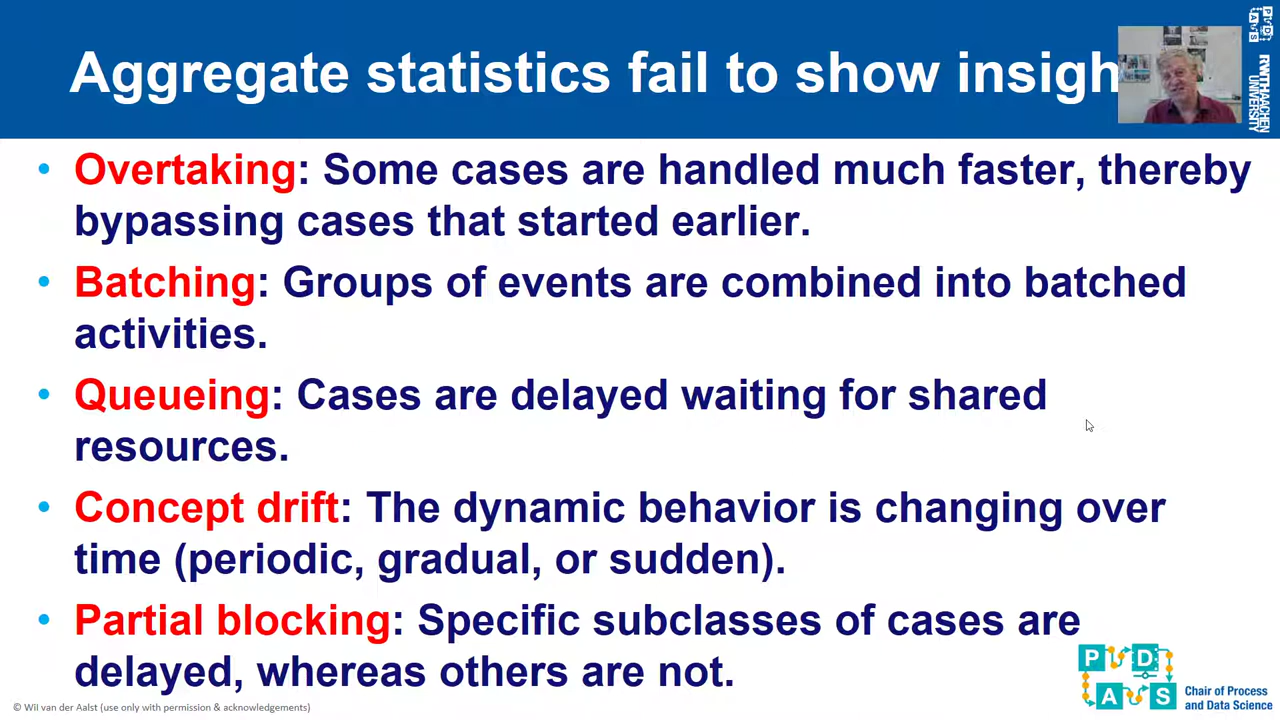 Aggregate statistics fail to show insigh
• Overtaking: Some cases are handled much faster, thereby
bypassing cases that started earlier.
• Batching: Groups of events are combined into batched
activities.
• Queueing: Cases are delayed waiting for shared
resources.
• Concept drift: The dynamic behavior is changing over
time (periodic, gradual, or sudden).
• Partial blocking: Specific subclasses of cases are
delayed, whereas others are not.
© Wil van der Aalst (use only with permission & acknowledgements)
P D
A S
Chair of Process
and Data Science
P D
A S
RWTHAACHEN
UNIVERSITY